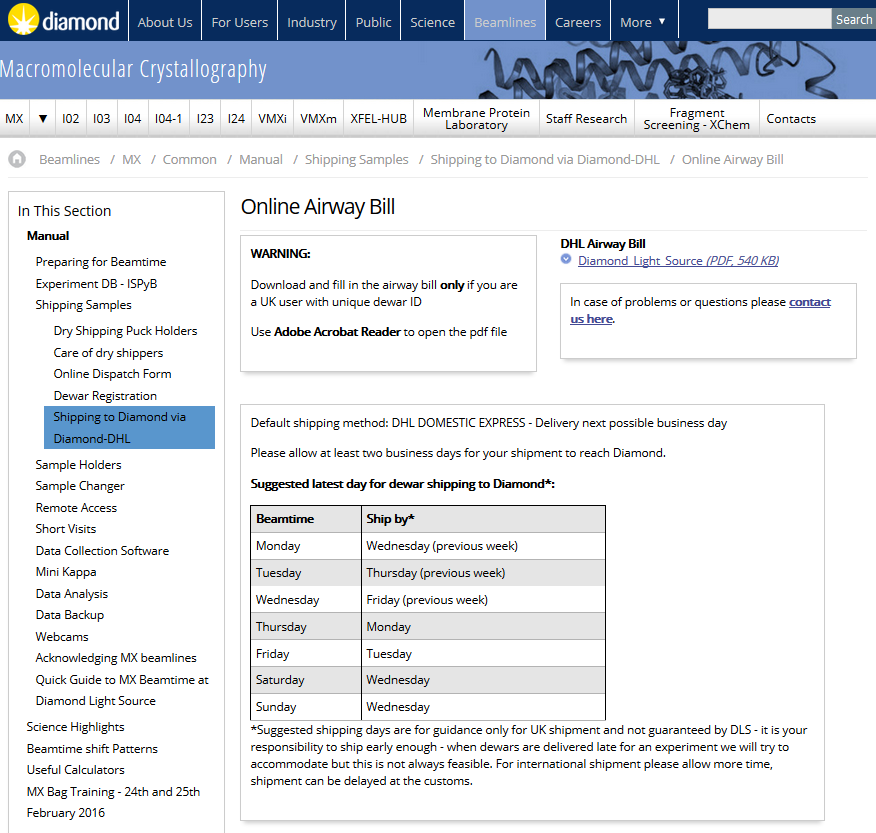 diamond
About Us
For Users
Industry
Public
Science
Beamlines
Careers
More ▼
Search
Macromolecular Crystallography
MX
▼
I02
I03
I04
I04-1
I23
I24
VMXi
VMXm
XFEL-HUB
Membrane Protein
Laboratory
Staff Research
Fragment
Screening - XChem
Contacts
Beamlines / MX / Common / Manual / Shipping Samples / Shipping to Diamond via Diamond-DHL / Online Airway Bill
In This Section
Manual
Preparing for Beamtime
Experiment DB - ISPyB
Shipping Samples
Dry Shipping Puck Holders
Care of dry shippers
Online Dispatch Form
Dewar Registration
Shipping to Diamond via
Diamond-DHL
Sample Holders
Sample Changer
Remote Access
Short Visits
Data Collection Software
Mini Kappa
Data Analysis
Data Backup
Webcams
Acknowledging MX beamlines
Quick Guide to MX Beamtime at
Diamond Light Source
Science Highlights
Beamtime shift Patterns
Useful Calculators
MX Bag Training - 24th and 25th
February 2016
Online Airway Bill
WARNING:
Download and fill in the airway bill only if you are
a UK user with unique dewar ID
Use Adobe Acrobat Reader to open the pdf file
DHL Airway Bill
Diamond Light Source (PDF, 540 KB)
In case of problems or questions please contact
us here.
Default shipping method: DHL DOMESTIC EXPRESS - Delivery next possible business day
Please allow at least two business days for your shipment to reach Diamond.
Suggested latest day for dewar shipping to Diamond*:
Beamtime Ship by*
Monday Wednesday (previous week)
Tuesday Thursday (previous week)
Wednesday Friday (previous week)
Thursday Monday
Friday Tuesday
Saturday Wednesday
Sunday Wednesday
*Suggested shipping days are for guidance only for UK shipment and not guaranteed by DLS - it is your
responsibility to ship early enough - when dewars are delivered late for an experiment we will try to
accommodate but this is not always feasible. For international shipment please allow more time,
shipment can be delayed at the customs.